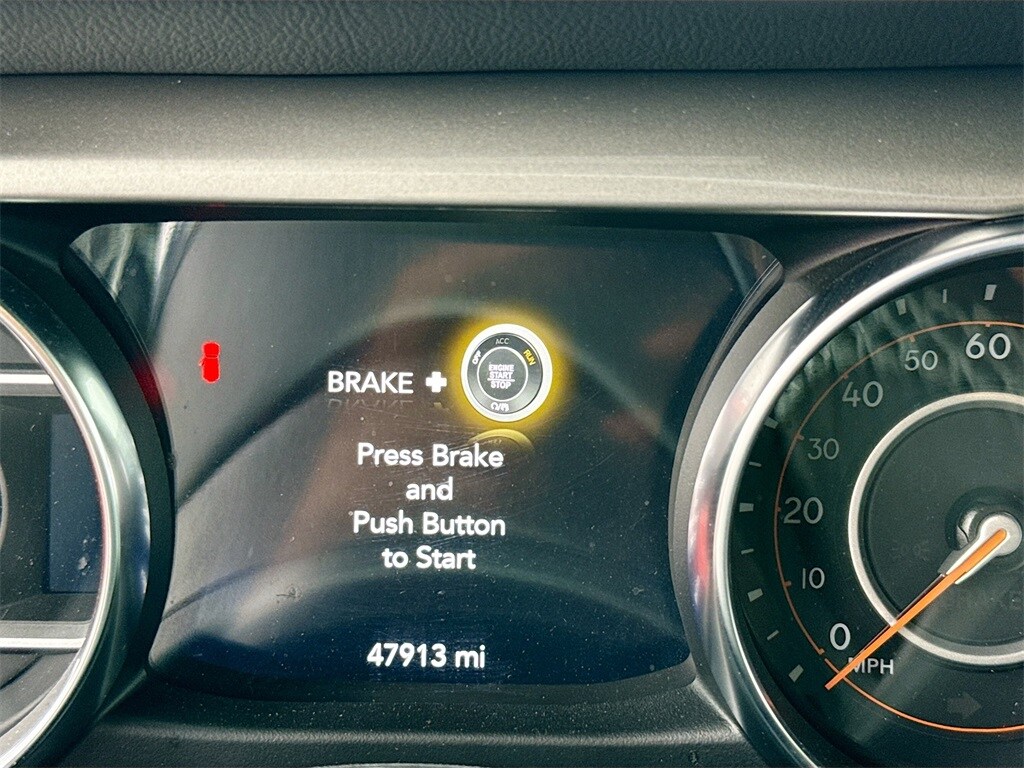 OFF ACC RUN
ENGINE
START
STOP
BRAKE +
Press Brake
and
Push Button
to Start
47913 mi
60
50
40
30
20
10
0
MPH